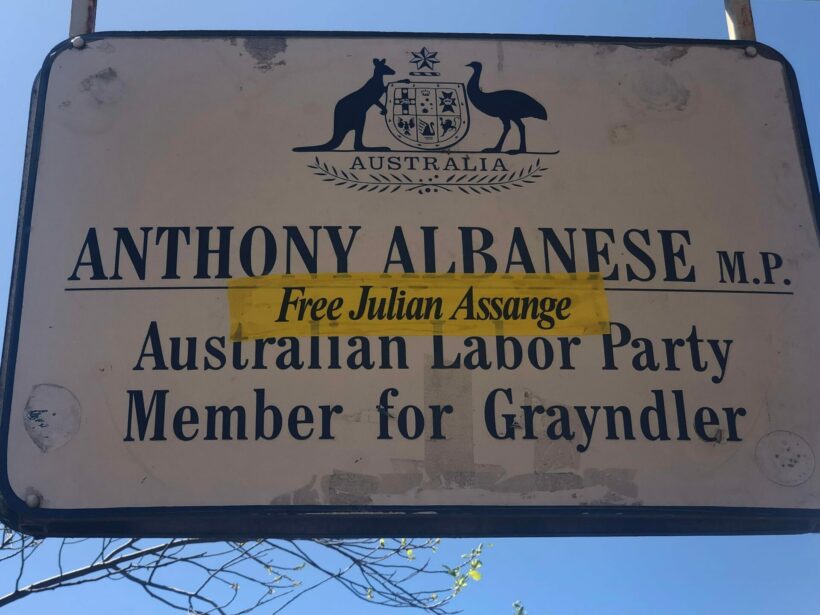 AUSTRALIA
ANTHONY ALBANESE M.P.
Free Julian Assange
Australian Labor Party
Member for Grayndler